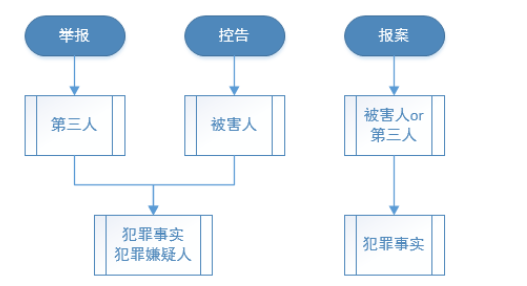 举报
控告
报案
第三人
被害人
被害人or
第三人
犯罪事实
犯罪嫌疑人
犯罪事实